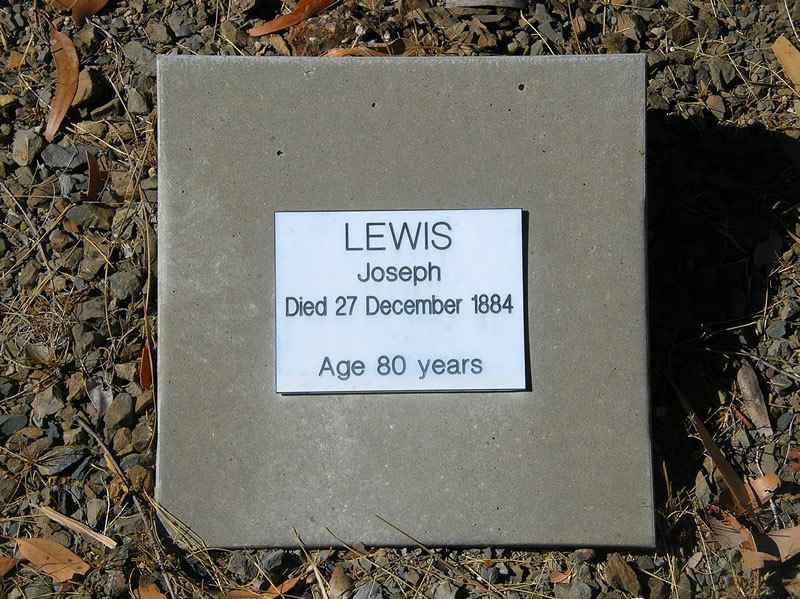 LEWIS
Joseph
Died 27 December 1884
Age 80 years